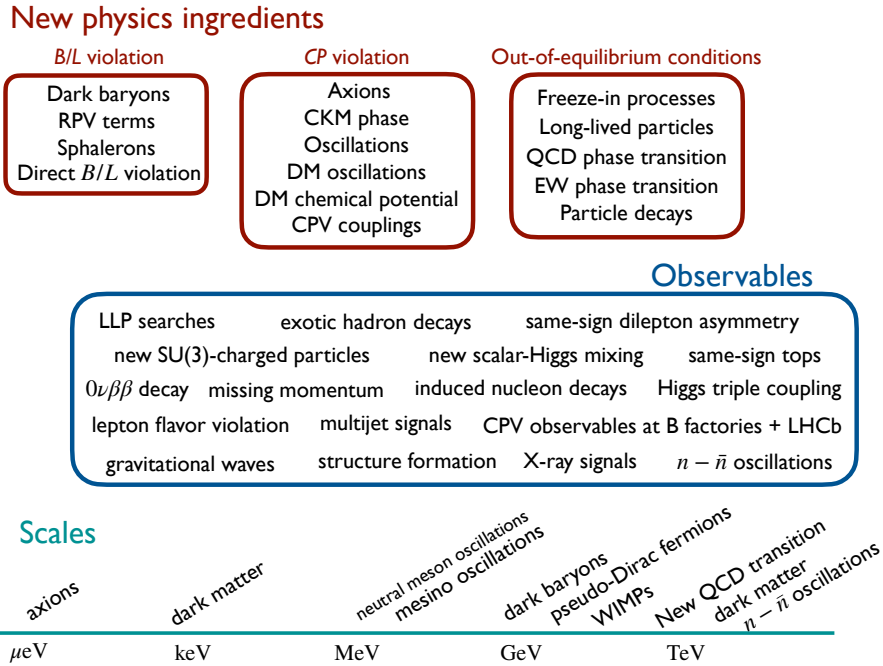 New physics ingredients
B/L violation
CP violation
Out-of-equilibrium conditions
Dark baryons
RPV terms
Sphalerons
Direct B/L violation
Axions
CKM phase
Oscillations
DM oscillations
DM chemical potential
CPV couplings
Freeze-in processes
Long-lived particles
QCD phase transition
EW phase transition
Particle decays
Observables
LLP searches exotic hadron decays same-sign dilepton asymmetry
new SU(3)-charged particles new scalar-Higgs mixing same-sign tops
0νββ decay missing momentum induced nucleon decays Higgs triple coupling
lepton flavor violation multijet signals CPV observables at B factories + LHCb
gravitational waves structure formation X-ray signals n − n̄ oscillations
Scales
axions
dark matter
neutral meson oscillations
mesino oscillations
dark baryons
pseudo-Dirac fermions
WIMPs
New QCD transition
dark matter
n − n̄ oscillations
μeV keV MeV GeV TeV